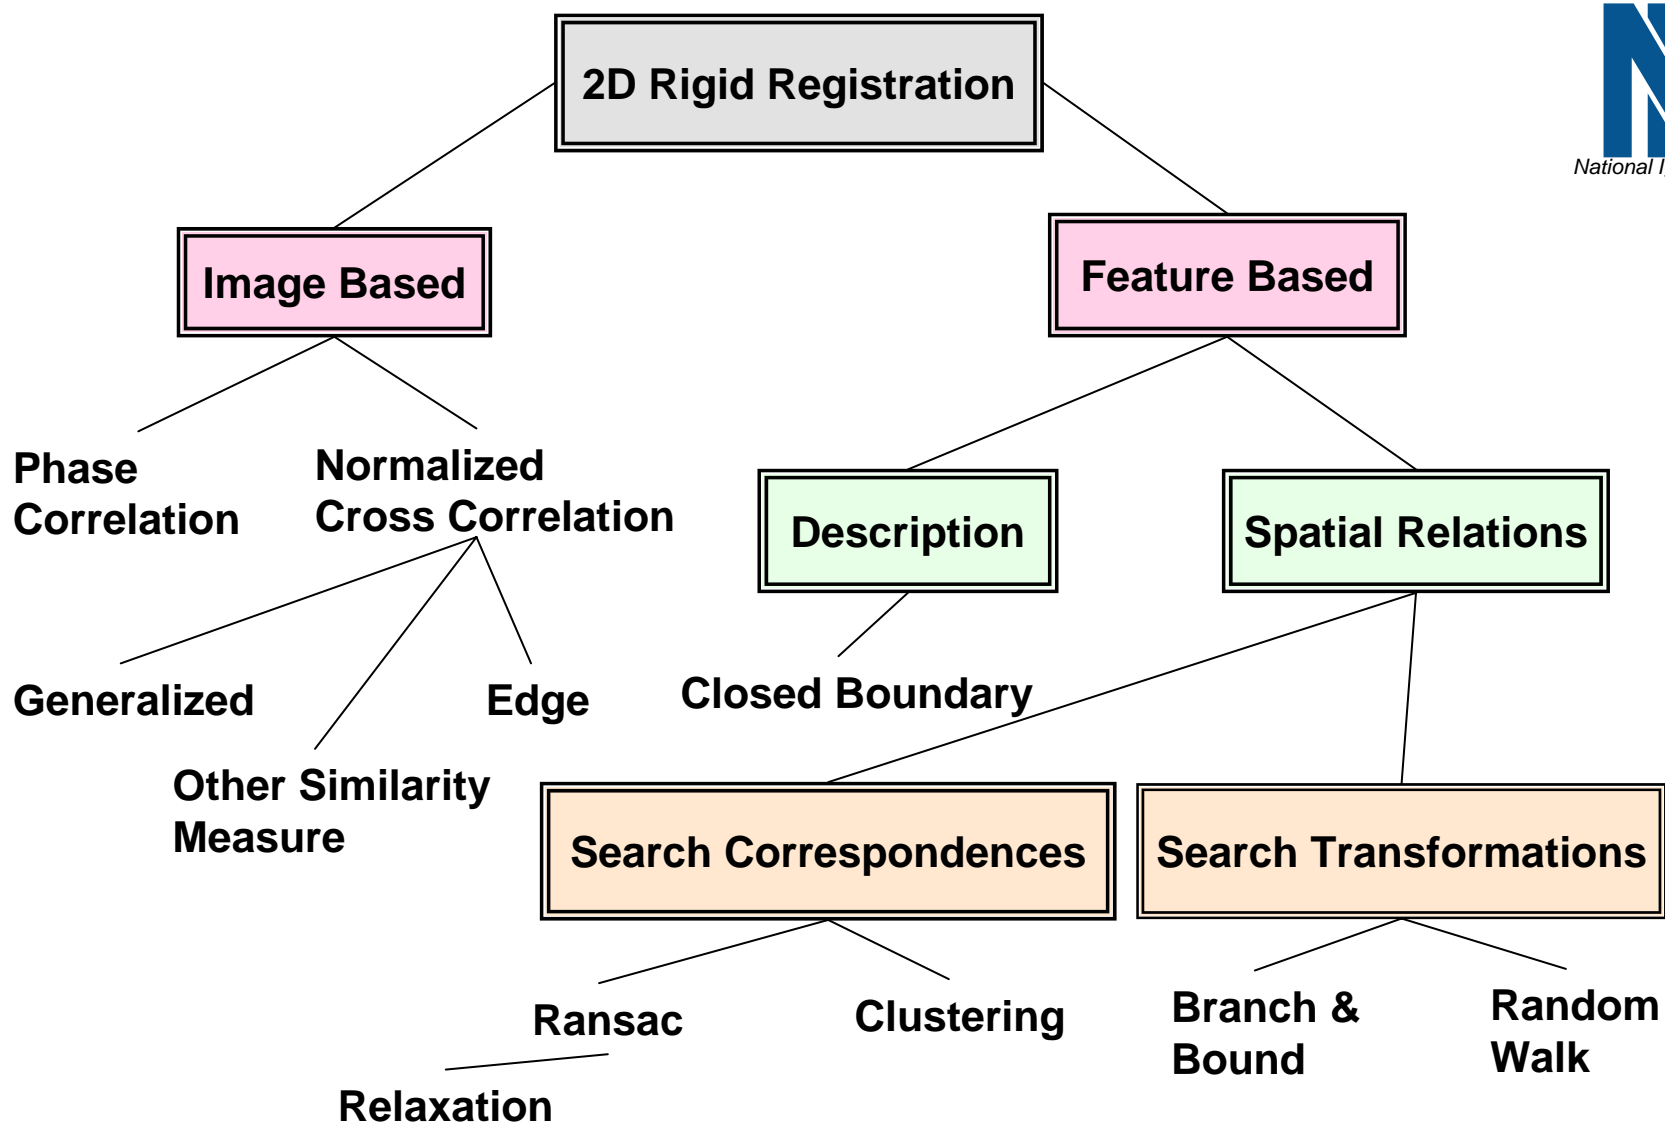 2D Rigid Registration
National
Image Based
Feature Based
Phase
Correlation
Normalized
Cross Correlation
Description
Spatial Relations
Generalized
Edge
Closed Boundary
Other Similarity
Measure
Search Correspondences
Search Transformations
Ransac
Clustering
Branch &
Bound
Random
Walk
Relaxation